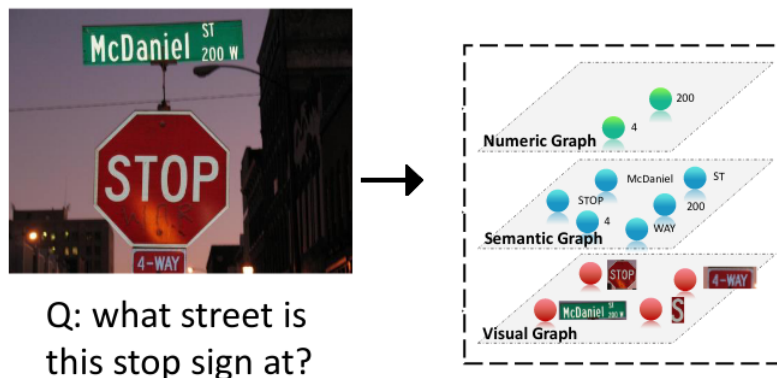 McDaniel ST
200 W
STOP
4-WAY
Q: what street is
this stop sign at?
200
4
Numeric Graph
McDaniel ST
STOP
200
4
WAY
Semantic Graph
STOP
4-WAY
McDaniel ST
200 W
S
Visual Graph